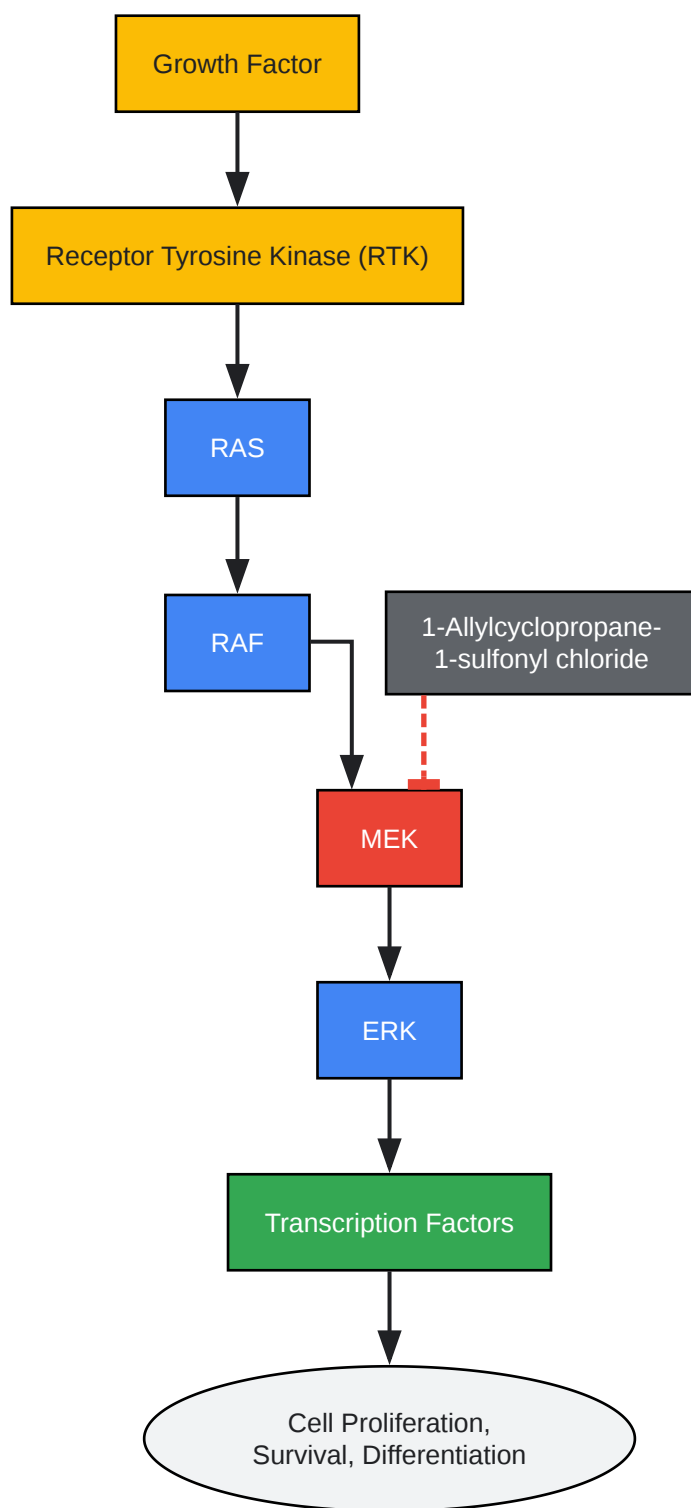 Growth Factor
Receptor Tyrosine Kinase (RTK)
RAS
RAF
1-Allylcyclopropane-
1-sulfonyl chloride
MEK
ERK
Transcription Factors
Cell Proliferation,
Survival, Differentiation